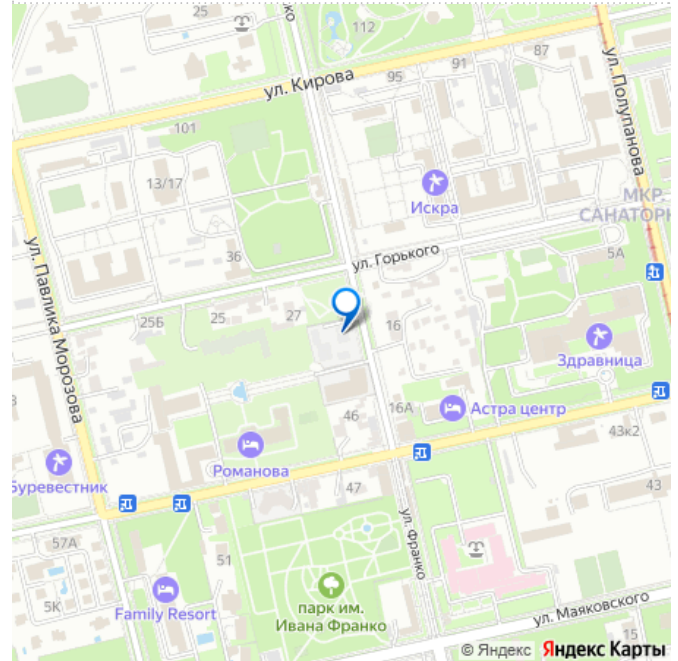 25
112
ко
ул. Кирова
95
91
87
ул. Полупанова
101
13/17
Искра
МКР.
САНАТОРН
36
ул. Горького
5А
ул. Павлика Морозова
25Б
25
27
16
Здравница
16А
Астра центр
46
43к2
Романова
Буревестник
47
43
ул. Франко
57А
51
5К
Family Resort
парк им.
Ивана Франко
ул. Маяковского
15
© Яндекс Яндекс Карты